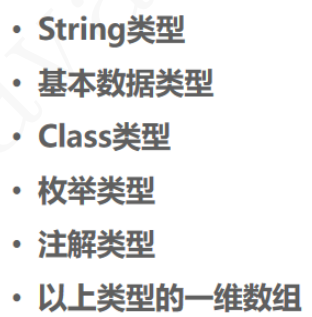 • String类型
• 基本数据类型
• Class类型
• 枚举类型
• 注解类型
• 以上类型的一维数组